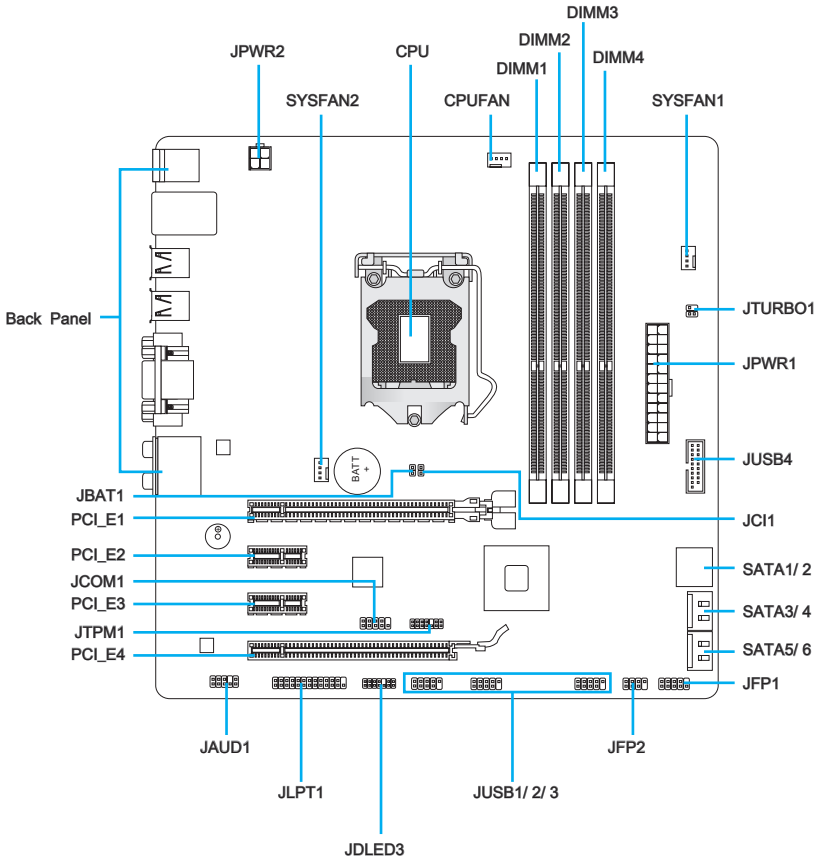 DIMM3
JPWR2
CPU
DIMM2
DIMM4
DIMM1
SYSFAN2
CPUFAN
SYSFAN1
Back Panel
JTURBO1
JPWR1
BATT
+
JUSB4
JBAT1
PCI_E1
JCI1
PCI_E2
SATA1/ 2
JCOM1
PCI_E3
SATA3/ 4
JTPM1
PCI_E4
SATA5/ 6
JFP1
JAUD1
JFP2
JLPT1
JUSB1/ 2/ 3
JDLED3